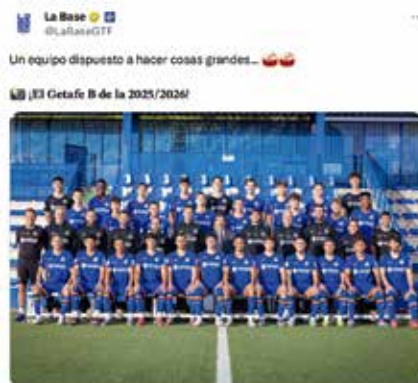 La Base
@LaBaseGTF
Un equipo dispuesto a hacer cosas grandes...
¡El Getafe B de la 2025/2026!